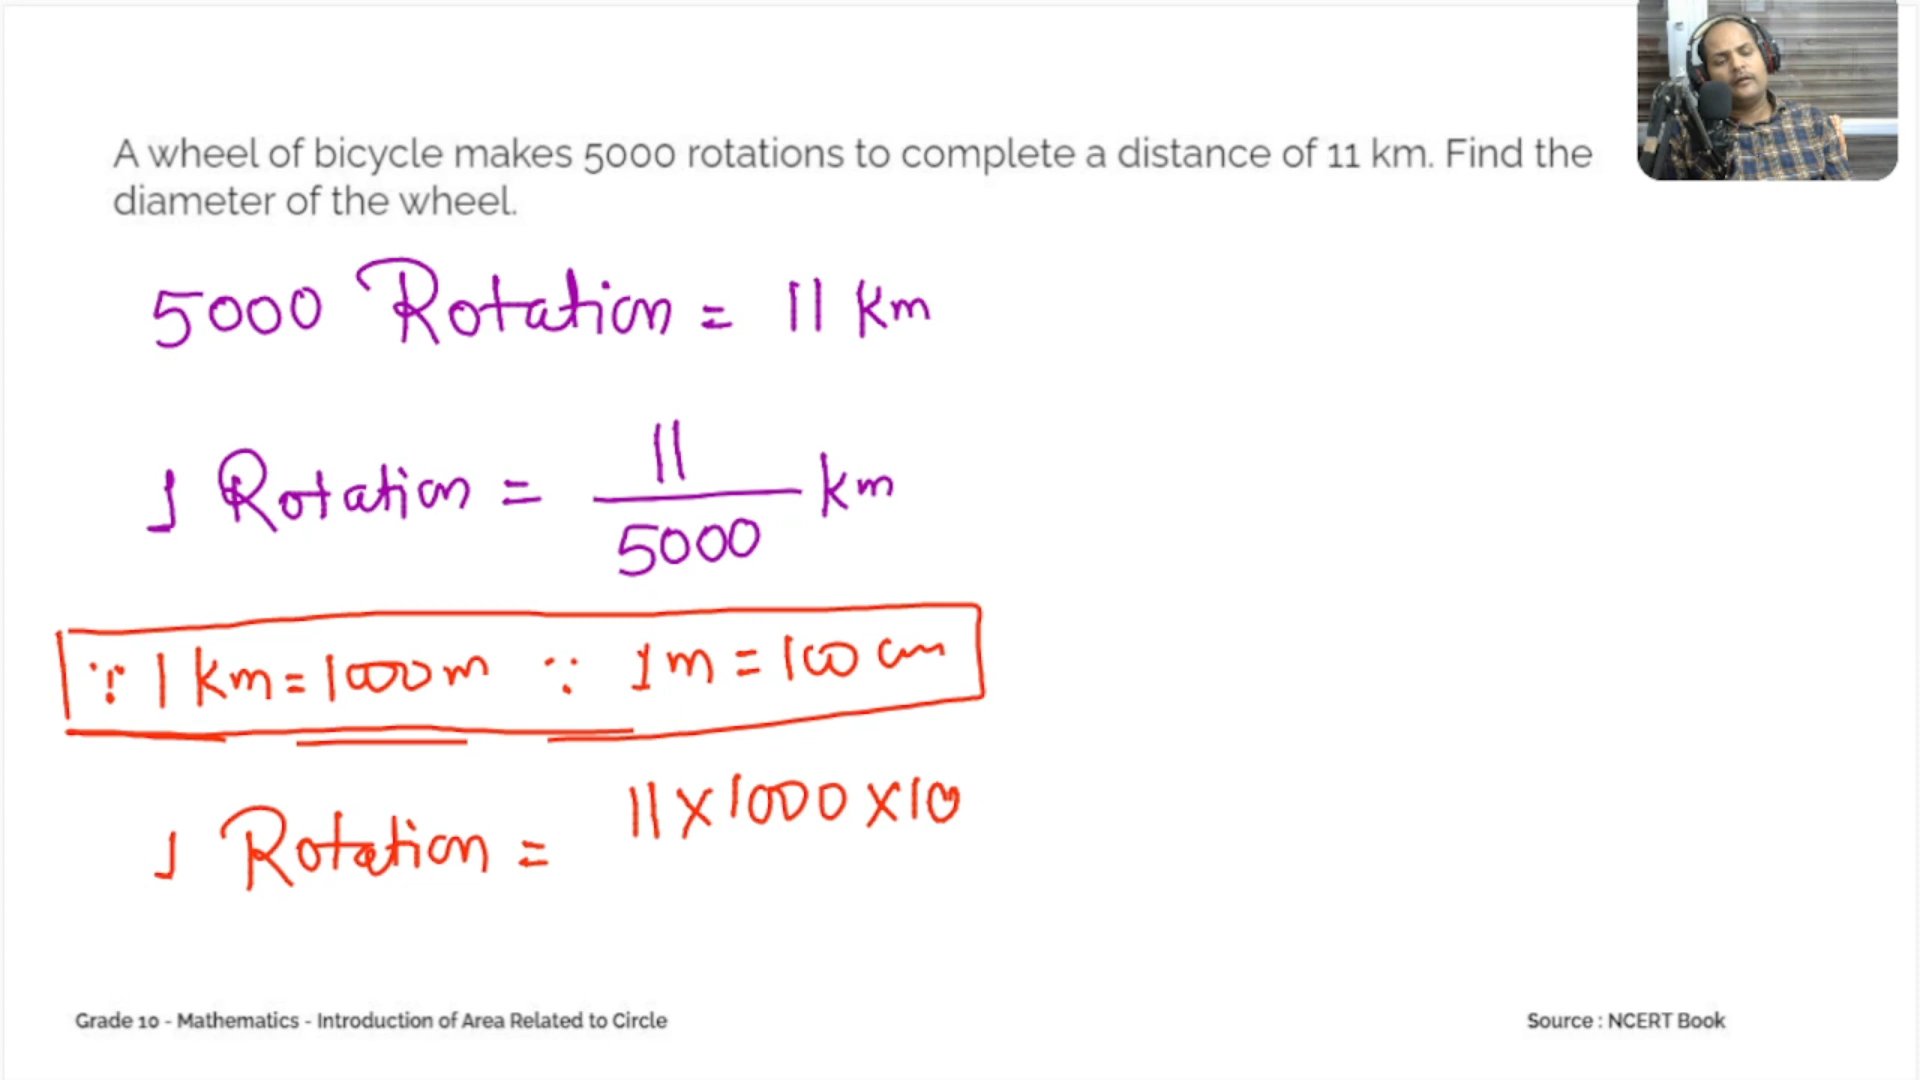 A wheel of bicycle makes 5000 rotations to complete a distance of 11 km. Find the
diameter of the wheel.
5000 Rotation = 11 km
1 Rotation = 11/5000 km
∵ 1 km = 1000 m ∵ 1 m = 100 cm
1 Rotation = 11 × 1000 × 10
Grade 10 - Mathematics - Introduction of Area Related to Circle
Source : NCERT Book